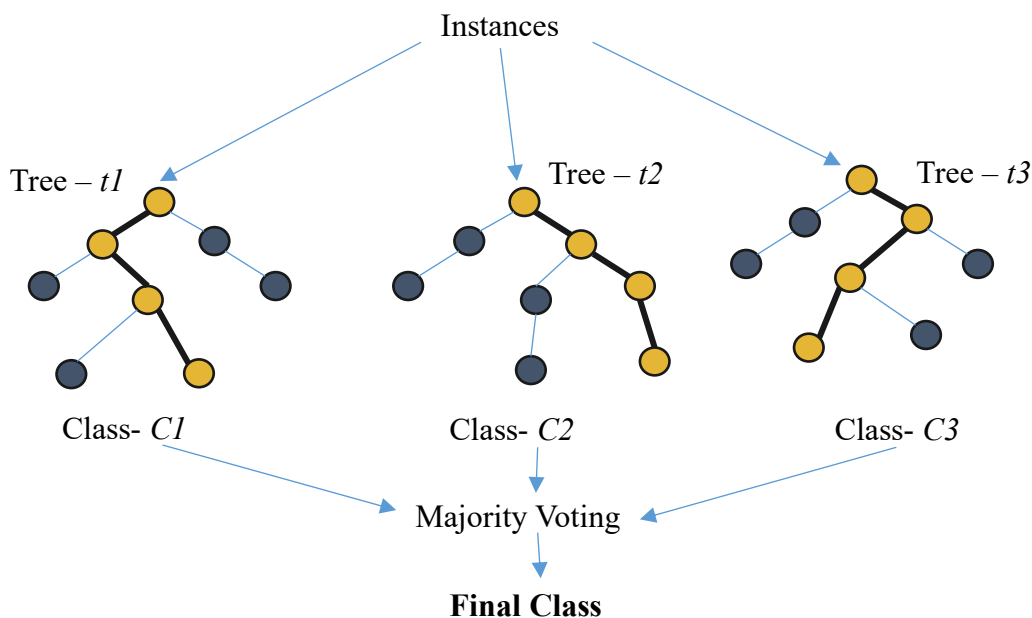 Instances
Tree – t1
Tree – t2
Tree – t3
Class- C1
Class- C2
Class- C3
Majority Voting
Final Class